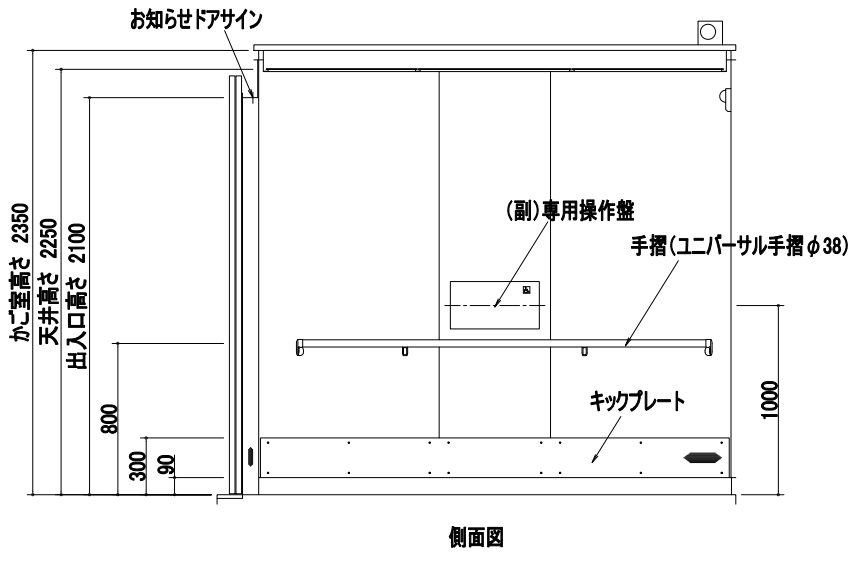 お知らせドアサイン
(副)専用操作盤
手摺(ユニバーサル手摺φ38)
かご室高さ 2350
天井高さ 2250
出入口高さ 2100
800
300
90
キックプレート
1000
側面図